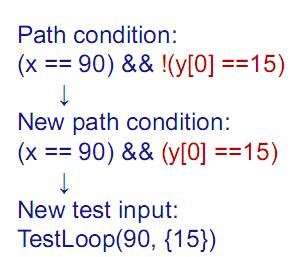 Path condition:
(x == 90) && !(y[0] ==15)
↓
New path condition:
(x == 90) && (y[0] ==15)
↓
New test input:
TestLoop(90, {15})